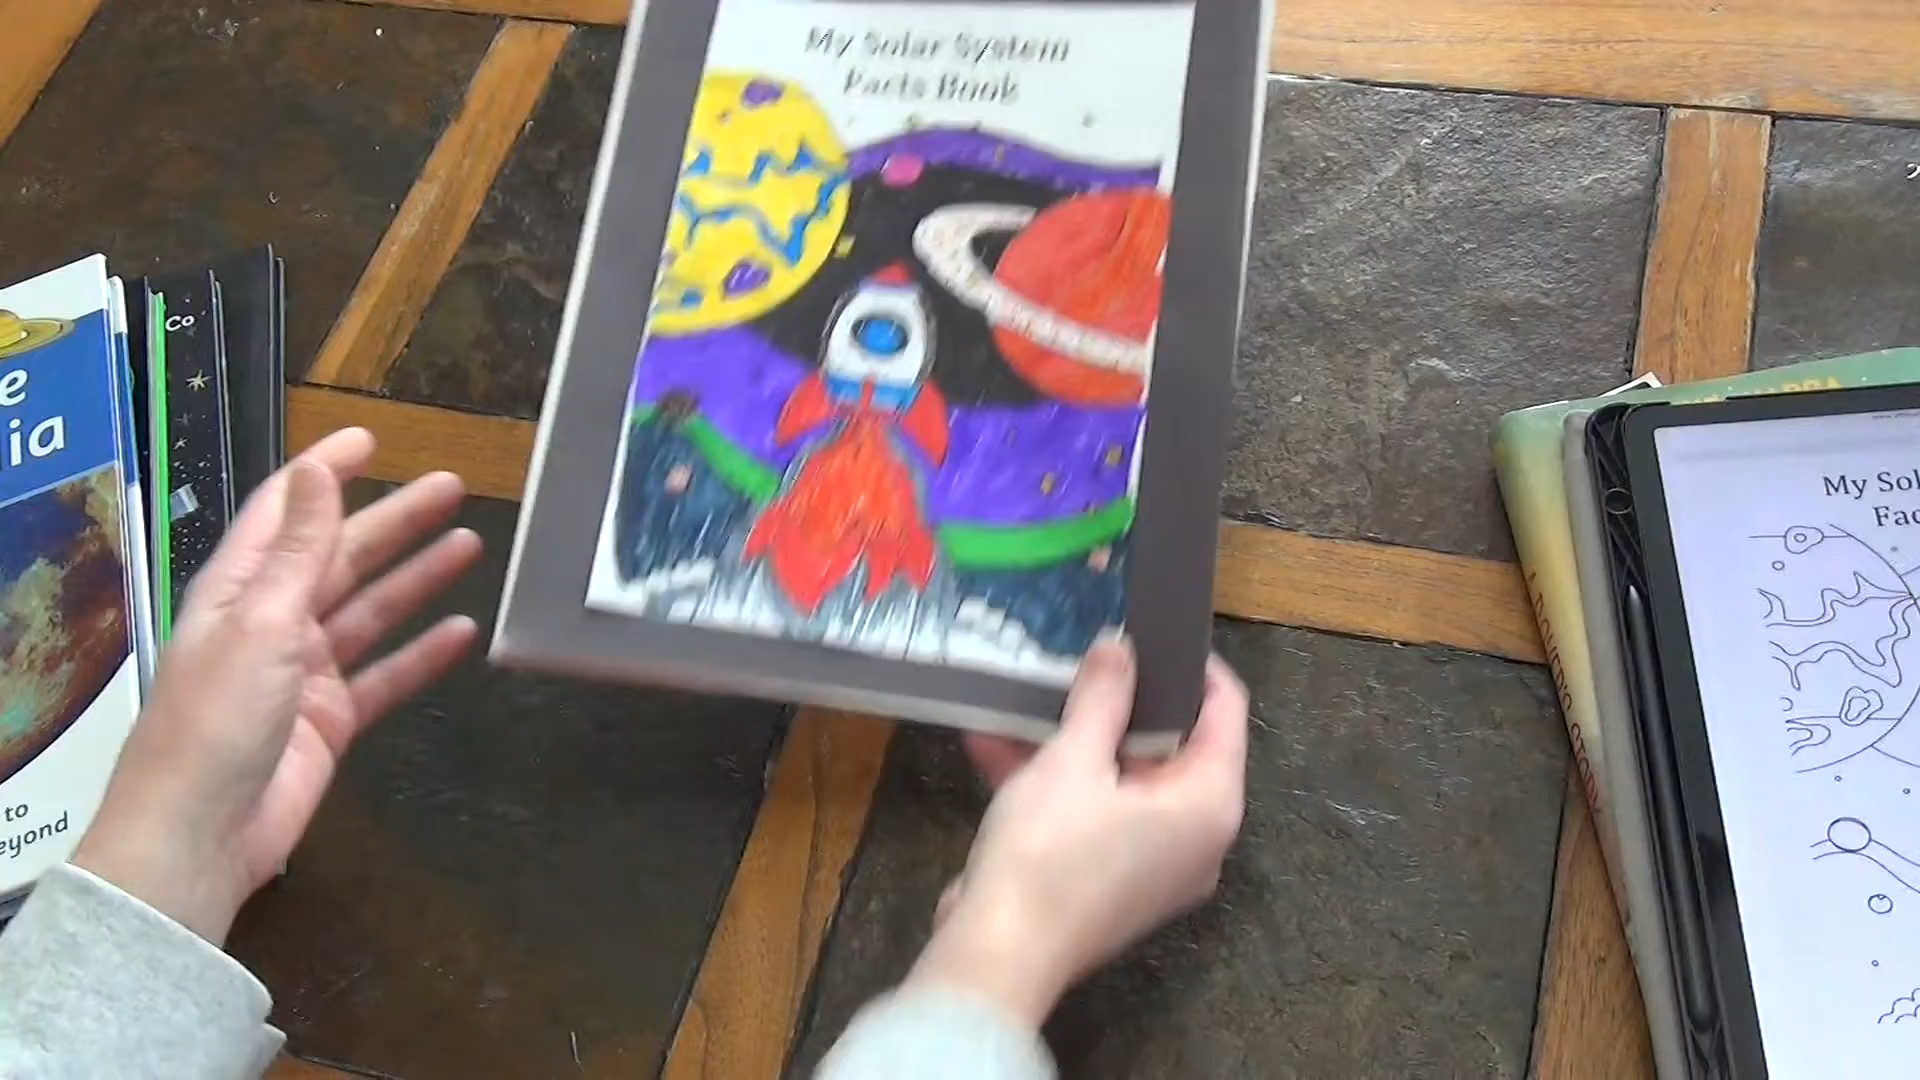 My Solar System
Facts Book
Co
e
ia
to
eyond
My Sol
Fac